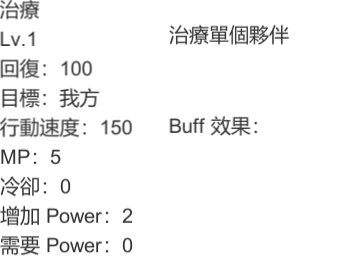 治療
Lv.1
回復：100
目標：我方
行動速度：150
MP：5
冷卻：0
增加 Power：2
需要 Power：0
治療單個夥伴
Buff 效果：